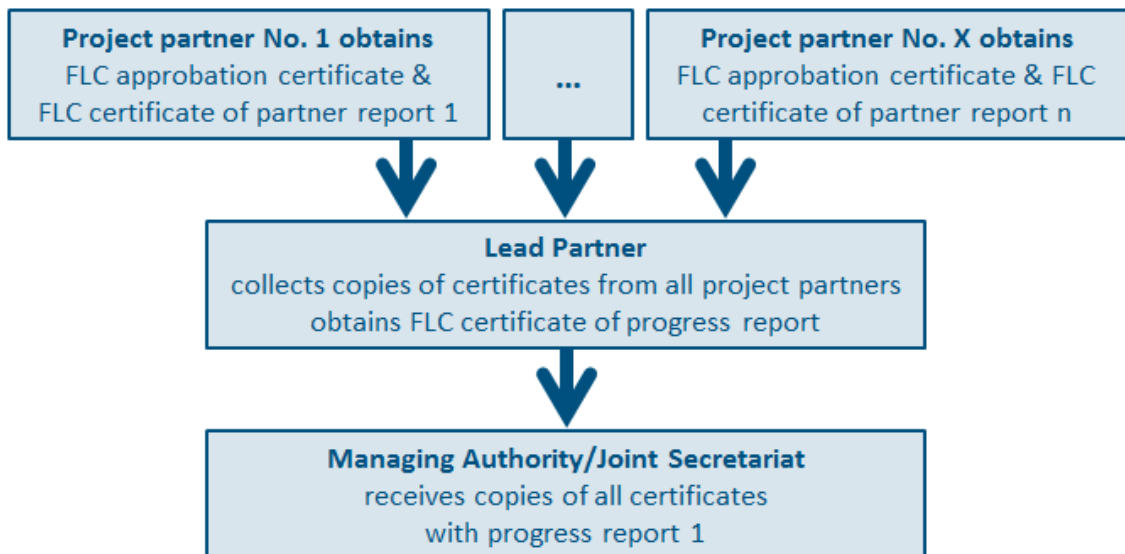 Project partner No. 1 obtains
FLC approbation certificate &
FLC certificate of partner report 1
...
Project partner No. X obtains
FLC approbation certificate & FLC
certificate of partner report n
Lead Partner
collects copies of certificates from all project partners
obtains FLC certificate of progress report
Managing Authority/Joint Secretariat
receives copies of all certificates
with progress report 1